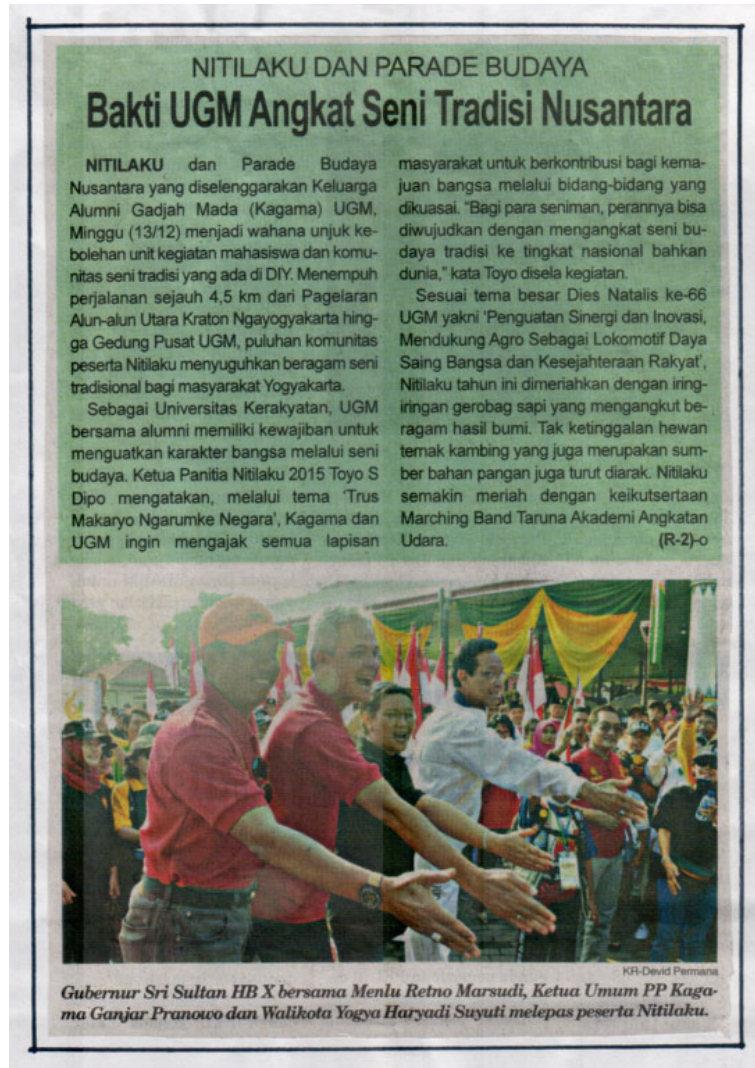 NITILAKU DAN PARADE BUDAYA
Bakti UGM Angkat Seni Tradisi Nusantara
NITILAKU dan Parade Budaya
Nusantara yang diselenggarakan Keluarga
Alumni Gadjah Mada (Kagama) UGM,
Minggu (13/12) menjadi wahana unjuk ke-
bolehan unit kegiatan mahasiswa dan komu-
nitas seni tradisi yang ada di DIY. Menempuh
perjalanan sejauh 4,5 km dari Pagelaran
Alun-alun Utara Kraton Ngayogyakarta hing-
ga Gedung Pusat UGM, puluhan komunitas
peserta Nitilaku menyuguhkan beragam seni
tradisional bagi masyarakat Yogyakarta.
Sebagai Universitas Kerakyatan, UGM
bersama alumni memiliki kewajiban untuk
menguatkan karakter bangsa melalui seni
budaya. Ketua Panitia Nitilaku 2015 Toyo S
Dipo mengatakan, melalui tema 'Trus
Makaryo Ngarumke Negara', Kagama dan
UGM ingin mengajak semua lapisan
masyarakat untuk berkontribusi bagi kema-
juan bangsa melalui bidang-bidang yang
dikuasai. "Bagi para seniman, perannya bisa
diwujudkan dengan mengangkat seni bu-
daya tradisi ke tingkat nasional bahkan
dunia," kata Toyo disela kegiatan.
Sesuai tema besar Dies Natalis ke-66
UGM yakni 'Penguatan Sinergi dan Inovasi,
Mendukung Agro Sebagai Lokomotif Daya
Saing Bangsa dan Kesejahteraan Rakyat',
Nitilaku tahun ini dimeriahkan dengan iring-
iringan gerobag sapi yang mengangkut be-
ragam hasil bumi. Tak ketinggalan hewan
ternak kambing yang juga merupakan sum-
ber bahan pangan juga turut diarak. Nitilaku
semakin meriah dengan keikutsertaan
Marching Band Taruna Akademi Angkatan
Udara. (R-2)-o
KR-Devid Permana
Gubernur Sri Sultan HB X bersama Menlu Retno Marsudi, Ketua Umum PP Kaga-
ma Ganjar Pranowo dan Walikota Yogya Haryadi Suyuti melepas peserta Nitilaku.